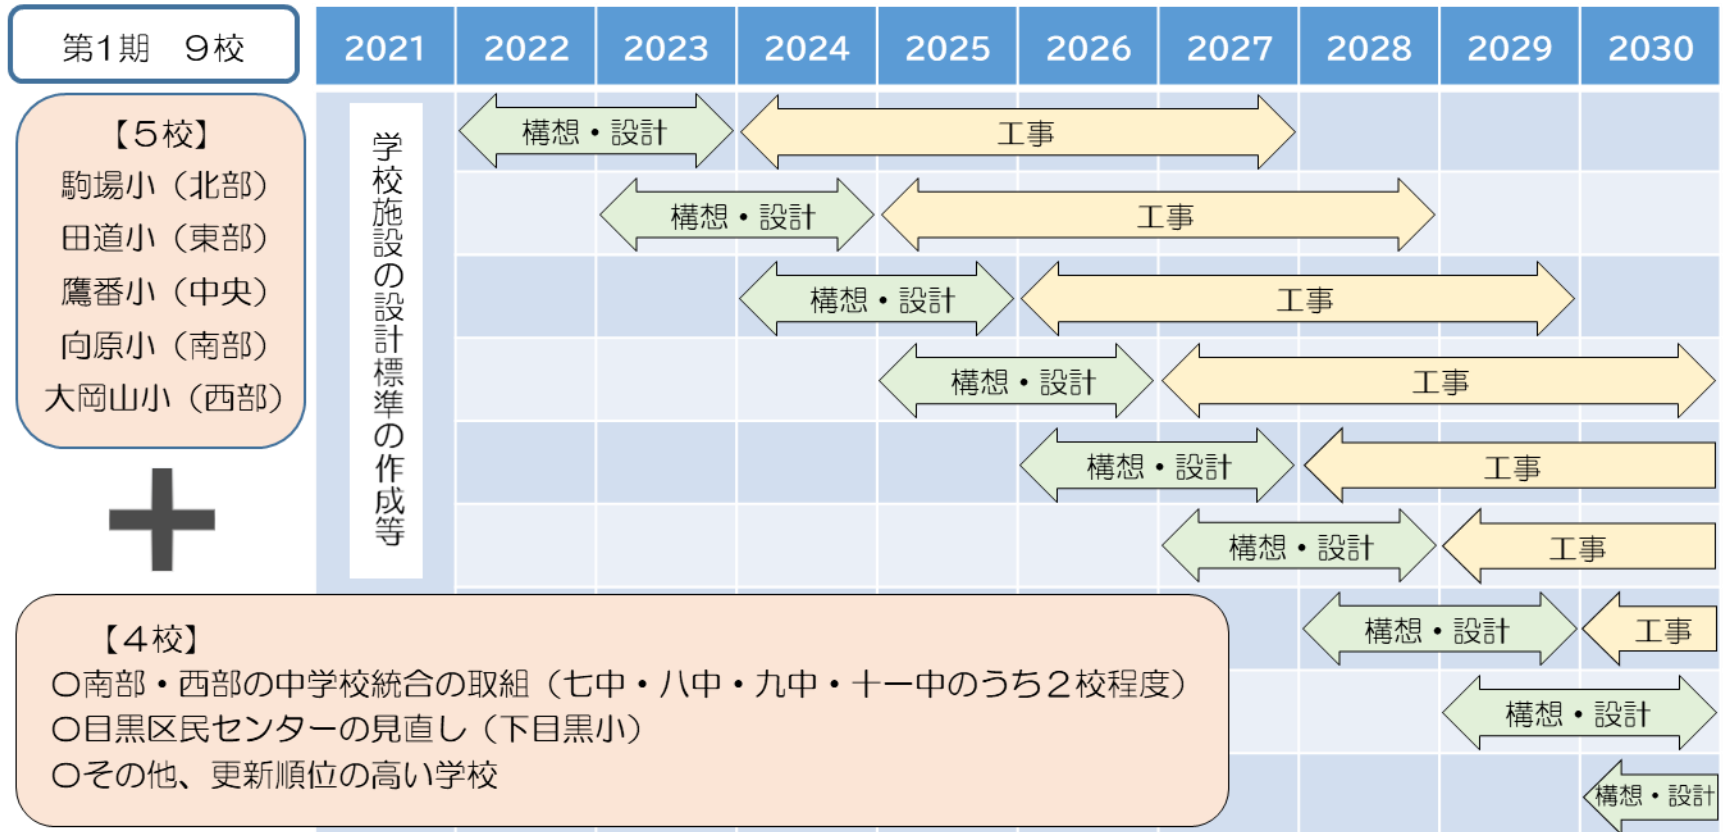 第1期　9校
2021 2022 2023 2024 2025 2026 2027 2028 2029 2030
【5校】
駒場小（北部）
田道小（東部）
鷹番小（中央）
向原小（南部）
大岡山小（西部）
学校施設の設計標準の作成等
構想・設計 工事
構想・設計 工事
構想・設計 工事
構想・設計 工事
構想・設計 工事
構想・設計 工事
構想・設計 工事
構想・設計
構想・設計
【4校】
○南部・西部の中学校統合の取組（七中・八中・九中・十一中のうち2校程度）
○目黒区民センターの見直し（下目黒小）
○その他、更新順位の高い学校